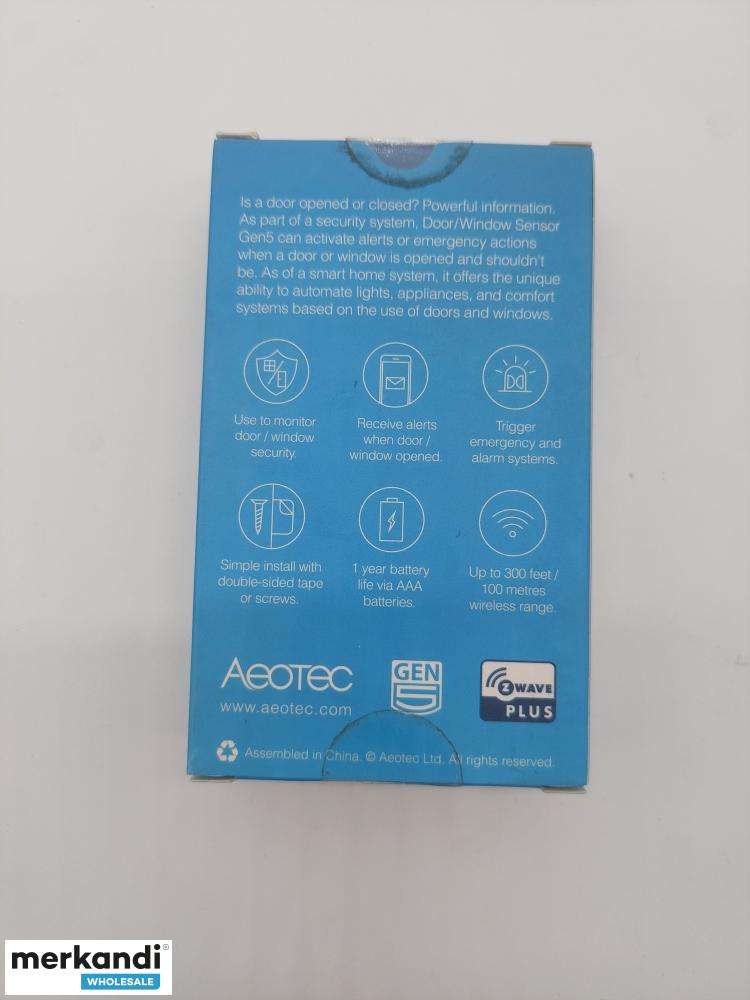 Is a door opened or closed? Powerful information.
As part of a security system, Door/Window Sensor
Gen5 can activate alerts or emergency actions
when a door or window is opened and shouldn't
be. As of a smart home system, it offers the unique
ability to automate lights, appliances, and comfort
systems based on the use of doors and windows.
Use to monitor
door / window
security.
Receive alerts
when door /
window opened.
Trigger
emergency and
alarm systems.
Simple install with
double-sided tape
or screws.
1 year battery
life via AAA
batteries.
Up to 300 feet /
100 metres
wireless range.
AEOTEC
www.aeotec.com
GEN
5
Z WAVE
PLUS
Assembled in China. © Aeotec Ltd. All rights reserved.
merkandi®
WHOLESALE